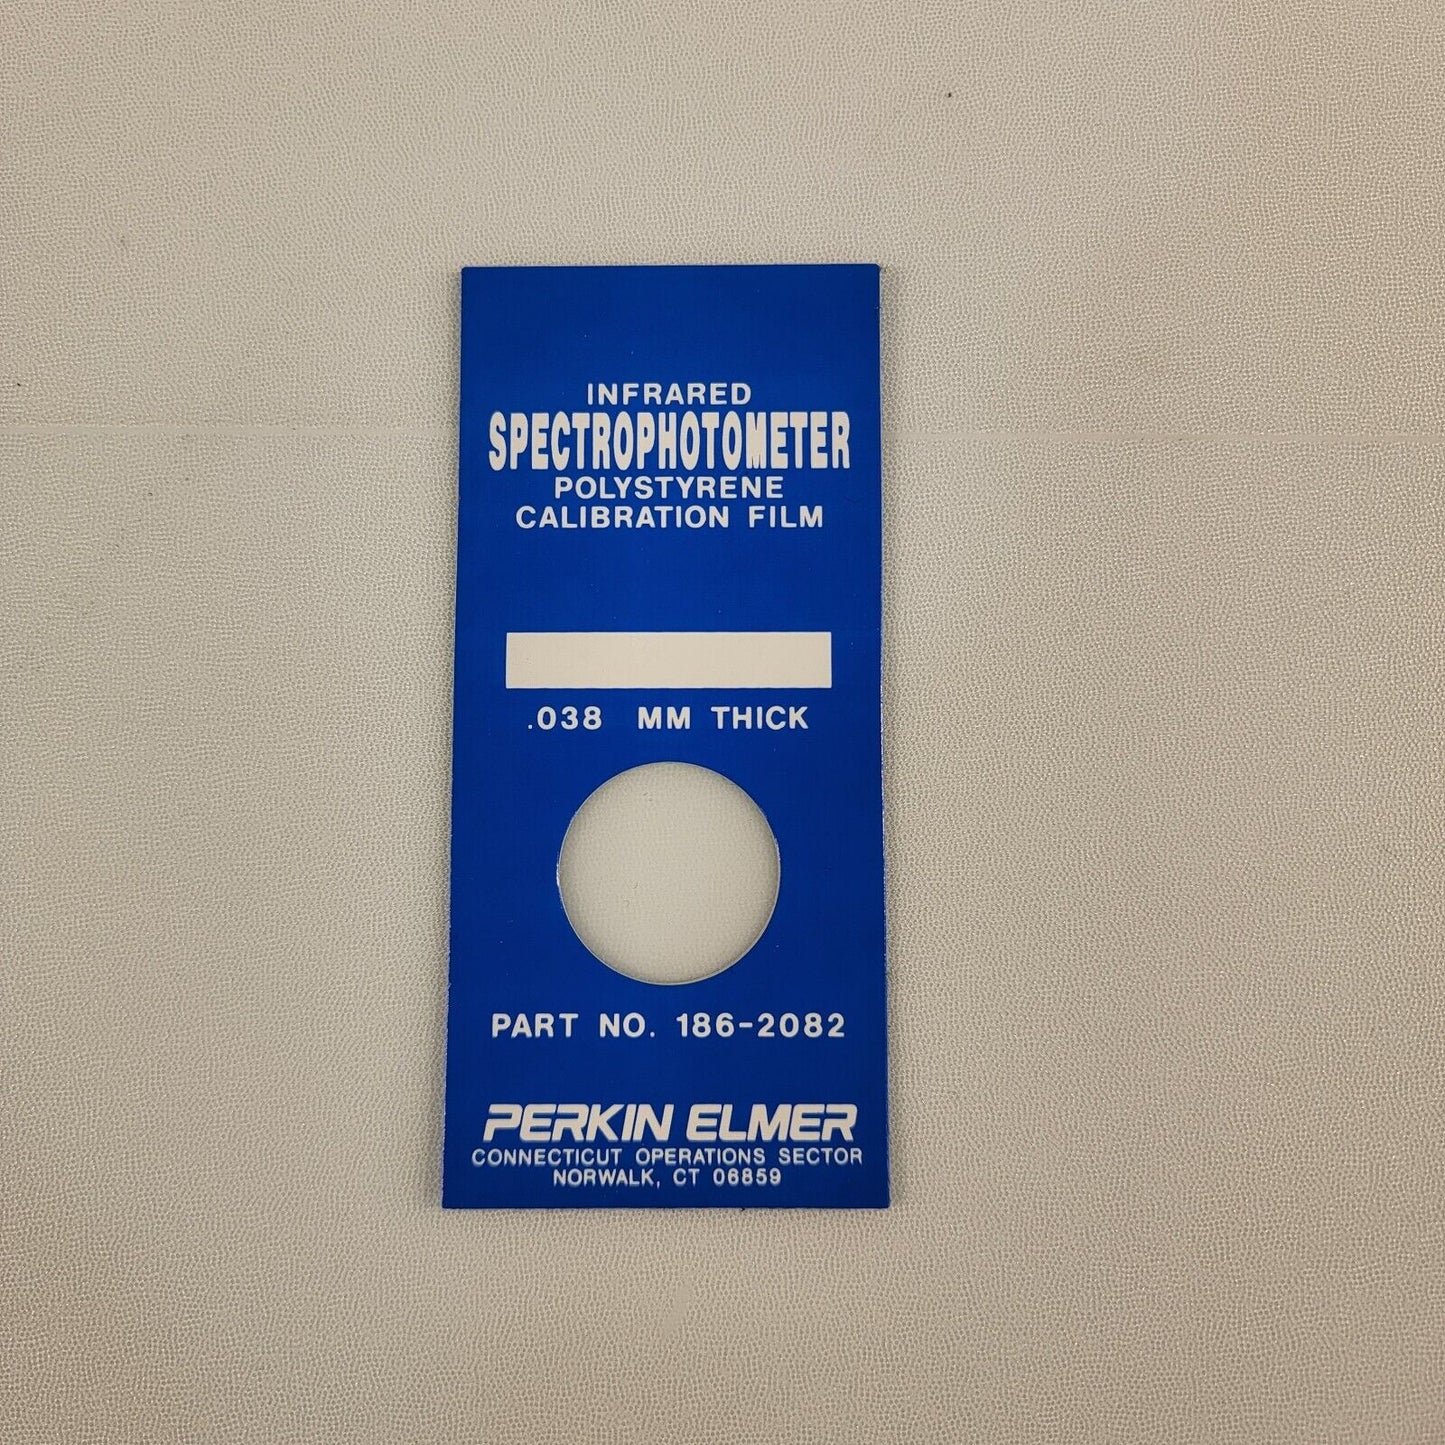 INFRARED
SPECTROPHOTOMETER
POLYSTYRENE
CALIBRATION FILM
.038 MM THICK
PART NO. 186-2082
PERKIN ELMER
CONNECTICUT OPERATIONS SECTOR
NORWALK, CT 06859